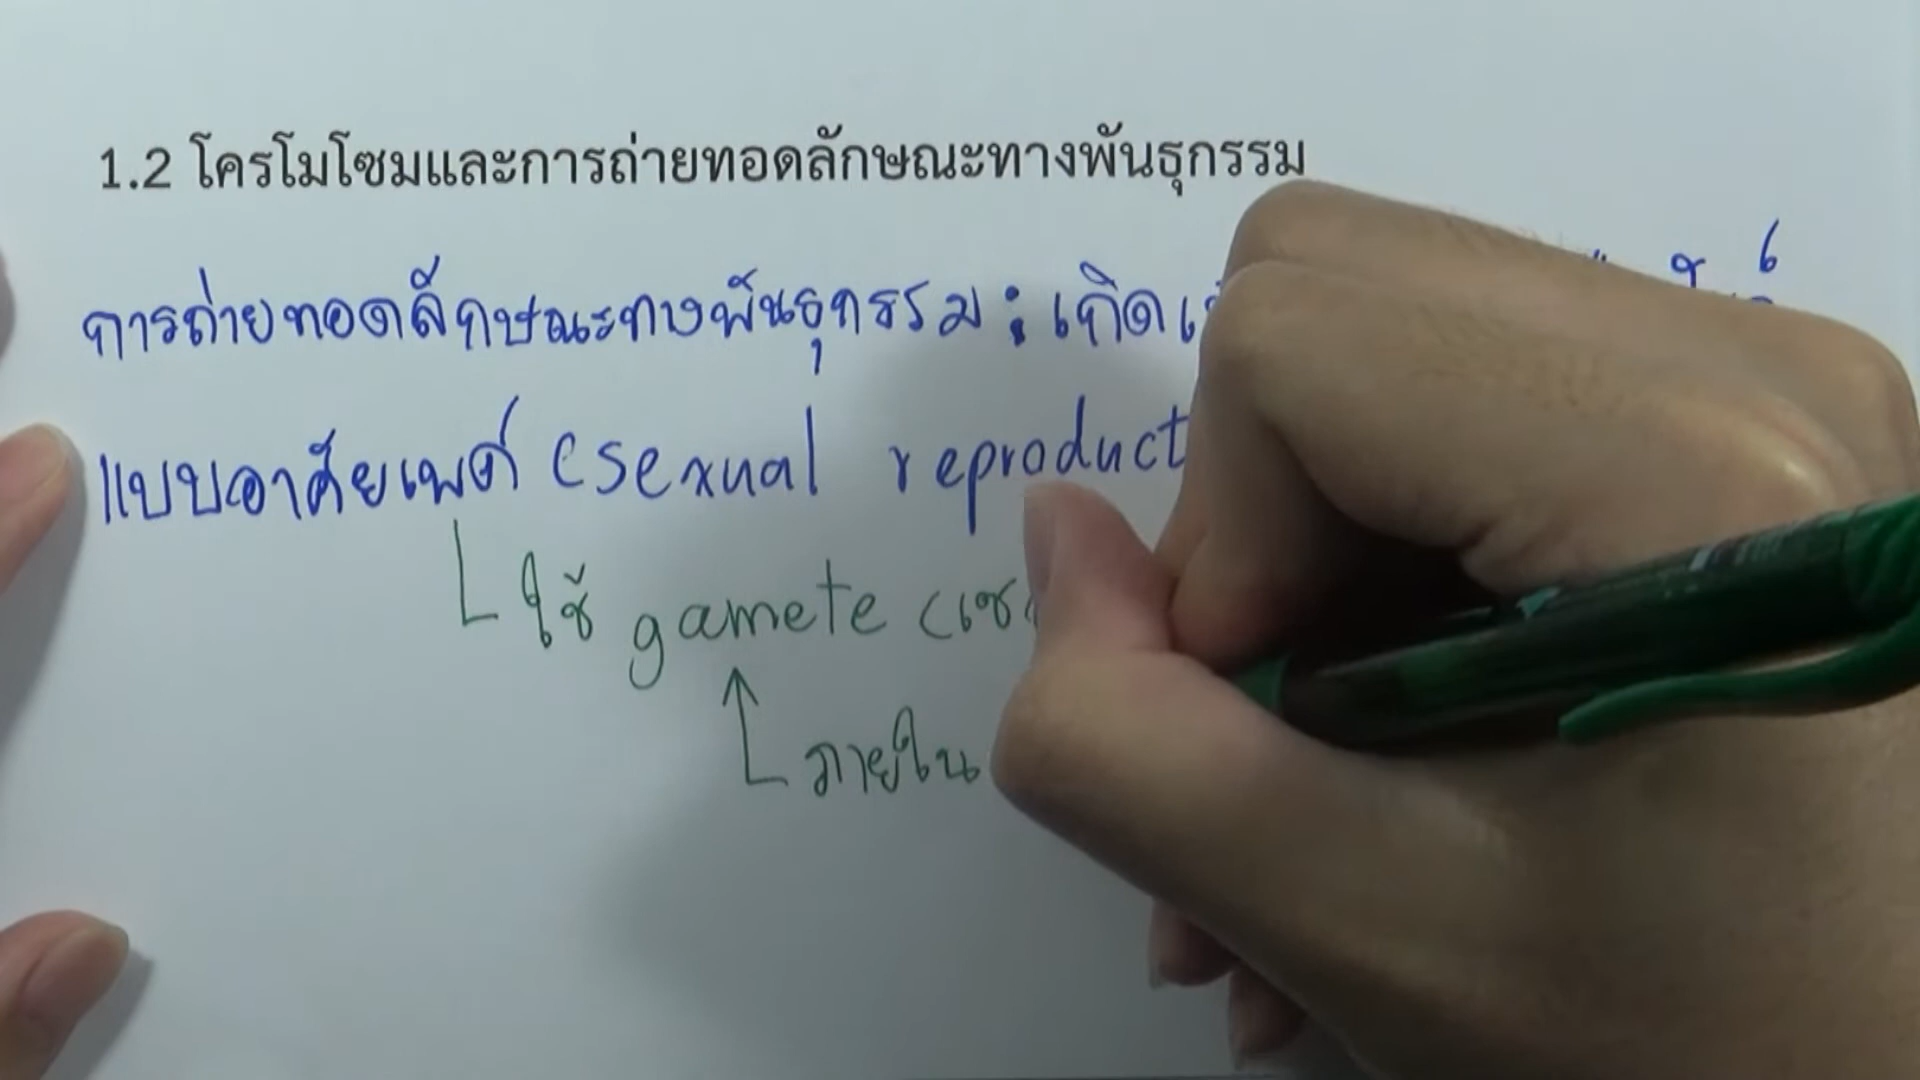 1.2 โครโมโซมและการถ่ายทอดลักษณะทางพันธุกรรม
การถ่ายทอดลักษณะทางพันธุกรรม : เกิด
แบบอาศัยเพศ (sexual reproduct
ใช้ gamete (เซ
ภายใน